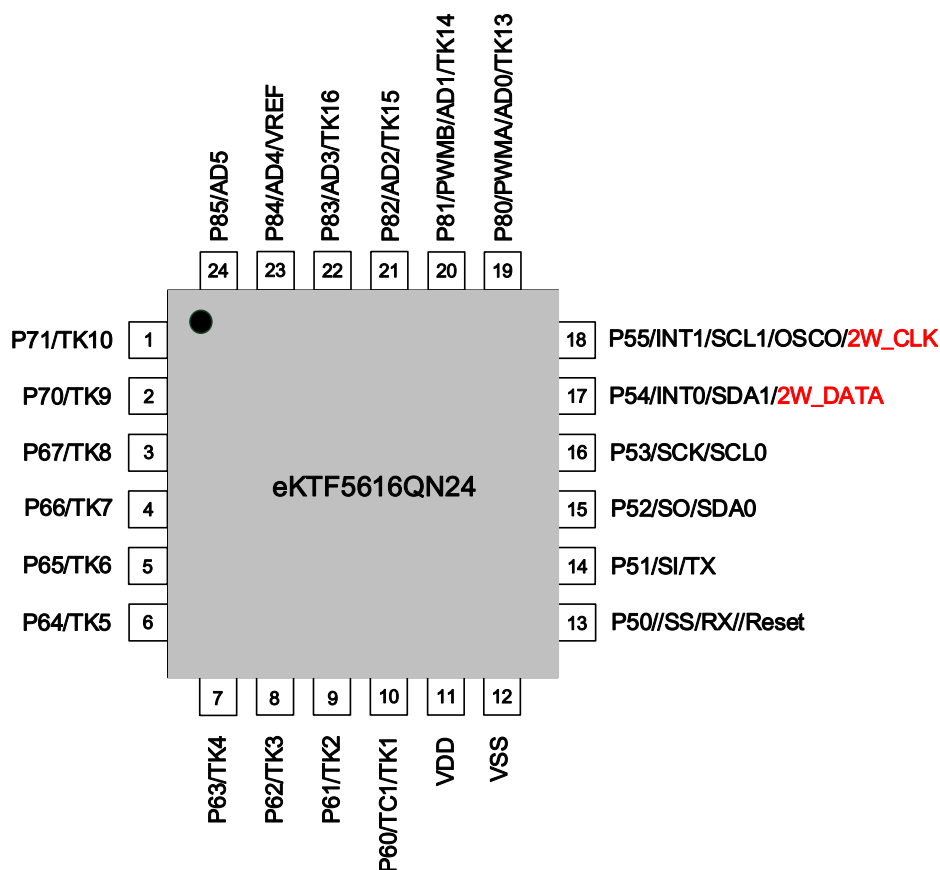 P85/AD5
P84/AD4/VREF
P83/AD3/TK16
P82/AD2/TK15
P81/PWMB/AD1/TK14
P80/PWMA/AD0/TK13
24
23
22
21
20
19
P71/TK10
1
P70/TK9
2
P67/TK8
3
P66/TK7
4
P65/TK6
5
P64/TK5
6
eKTF5616QN24
18
P55/INT1/SCL1/OSCO/2W_CLK
17
P54/INT0/SDA1/2W_DATA
16
P53/SCK/SCL0
15
P52/SO/SDA0
14
P51/SI/TX
13
P50//SS/RX//Reset
7
8
9
10
11
12
P63/TK4
P62/TK3
P61/TK2
P60/TC1/TK1
VDD
VSS